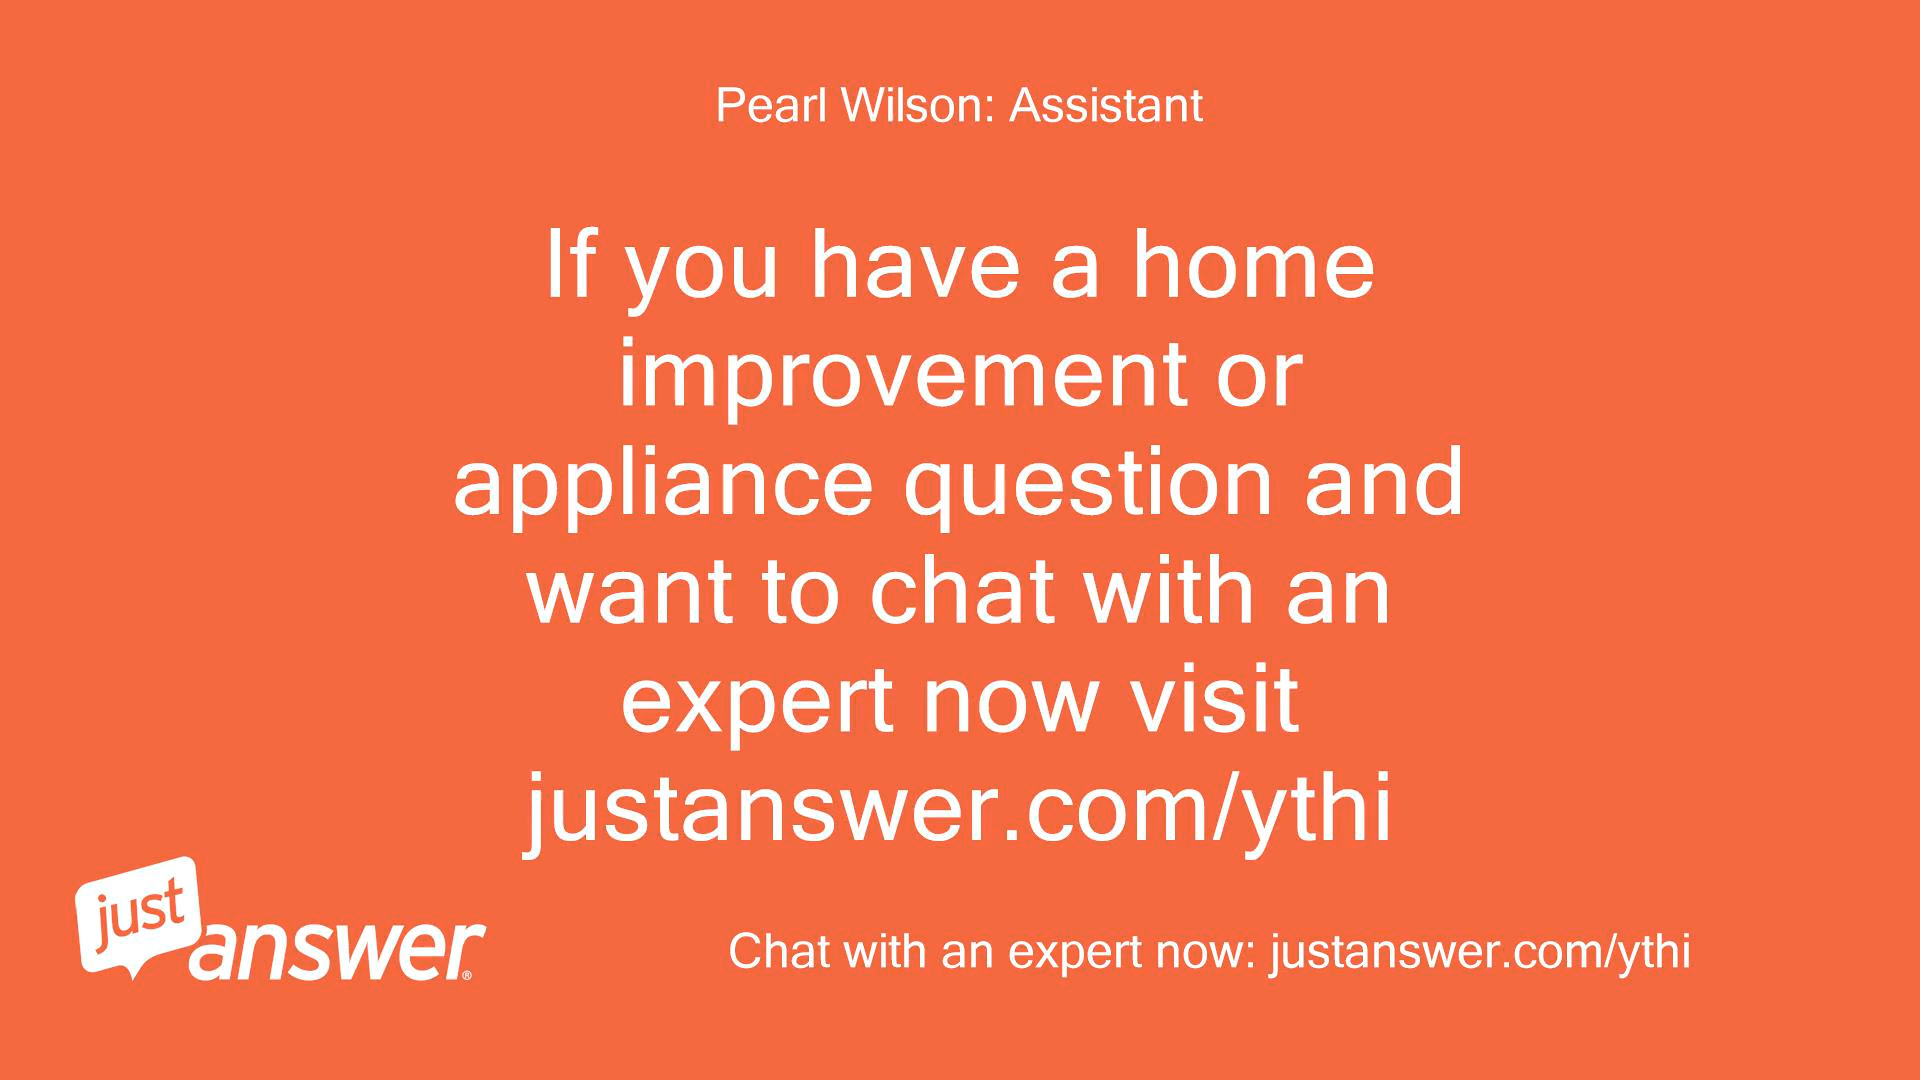 Pearl Wilson: Assistant
If you have a home
improvement or
appliance question and
want to chat with an
expert now visit
justanswer.com/ythi
just
answer®
Chat with an expert now: justanswer.com/ythi